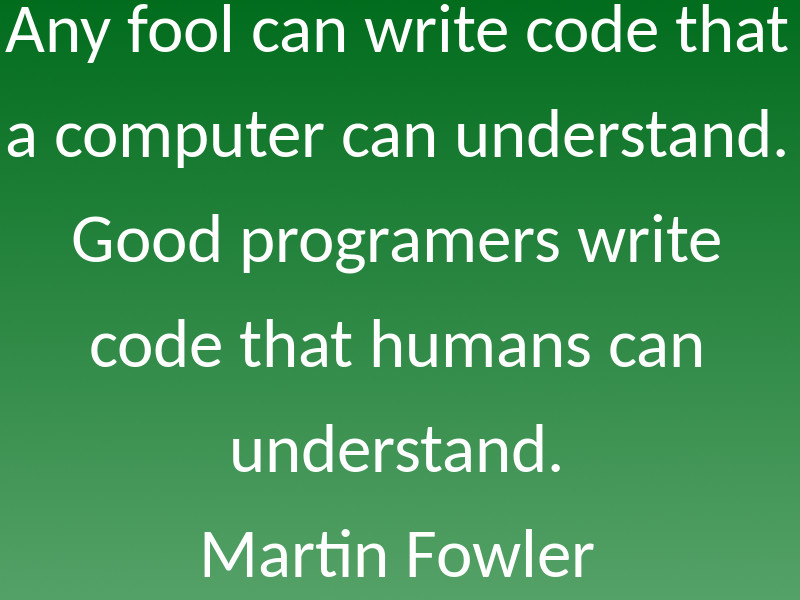 Any fool can write code that
a computer can understand.
Good programers write
code that humans can
understand.
Martin Fowler